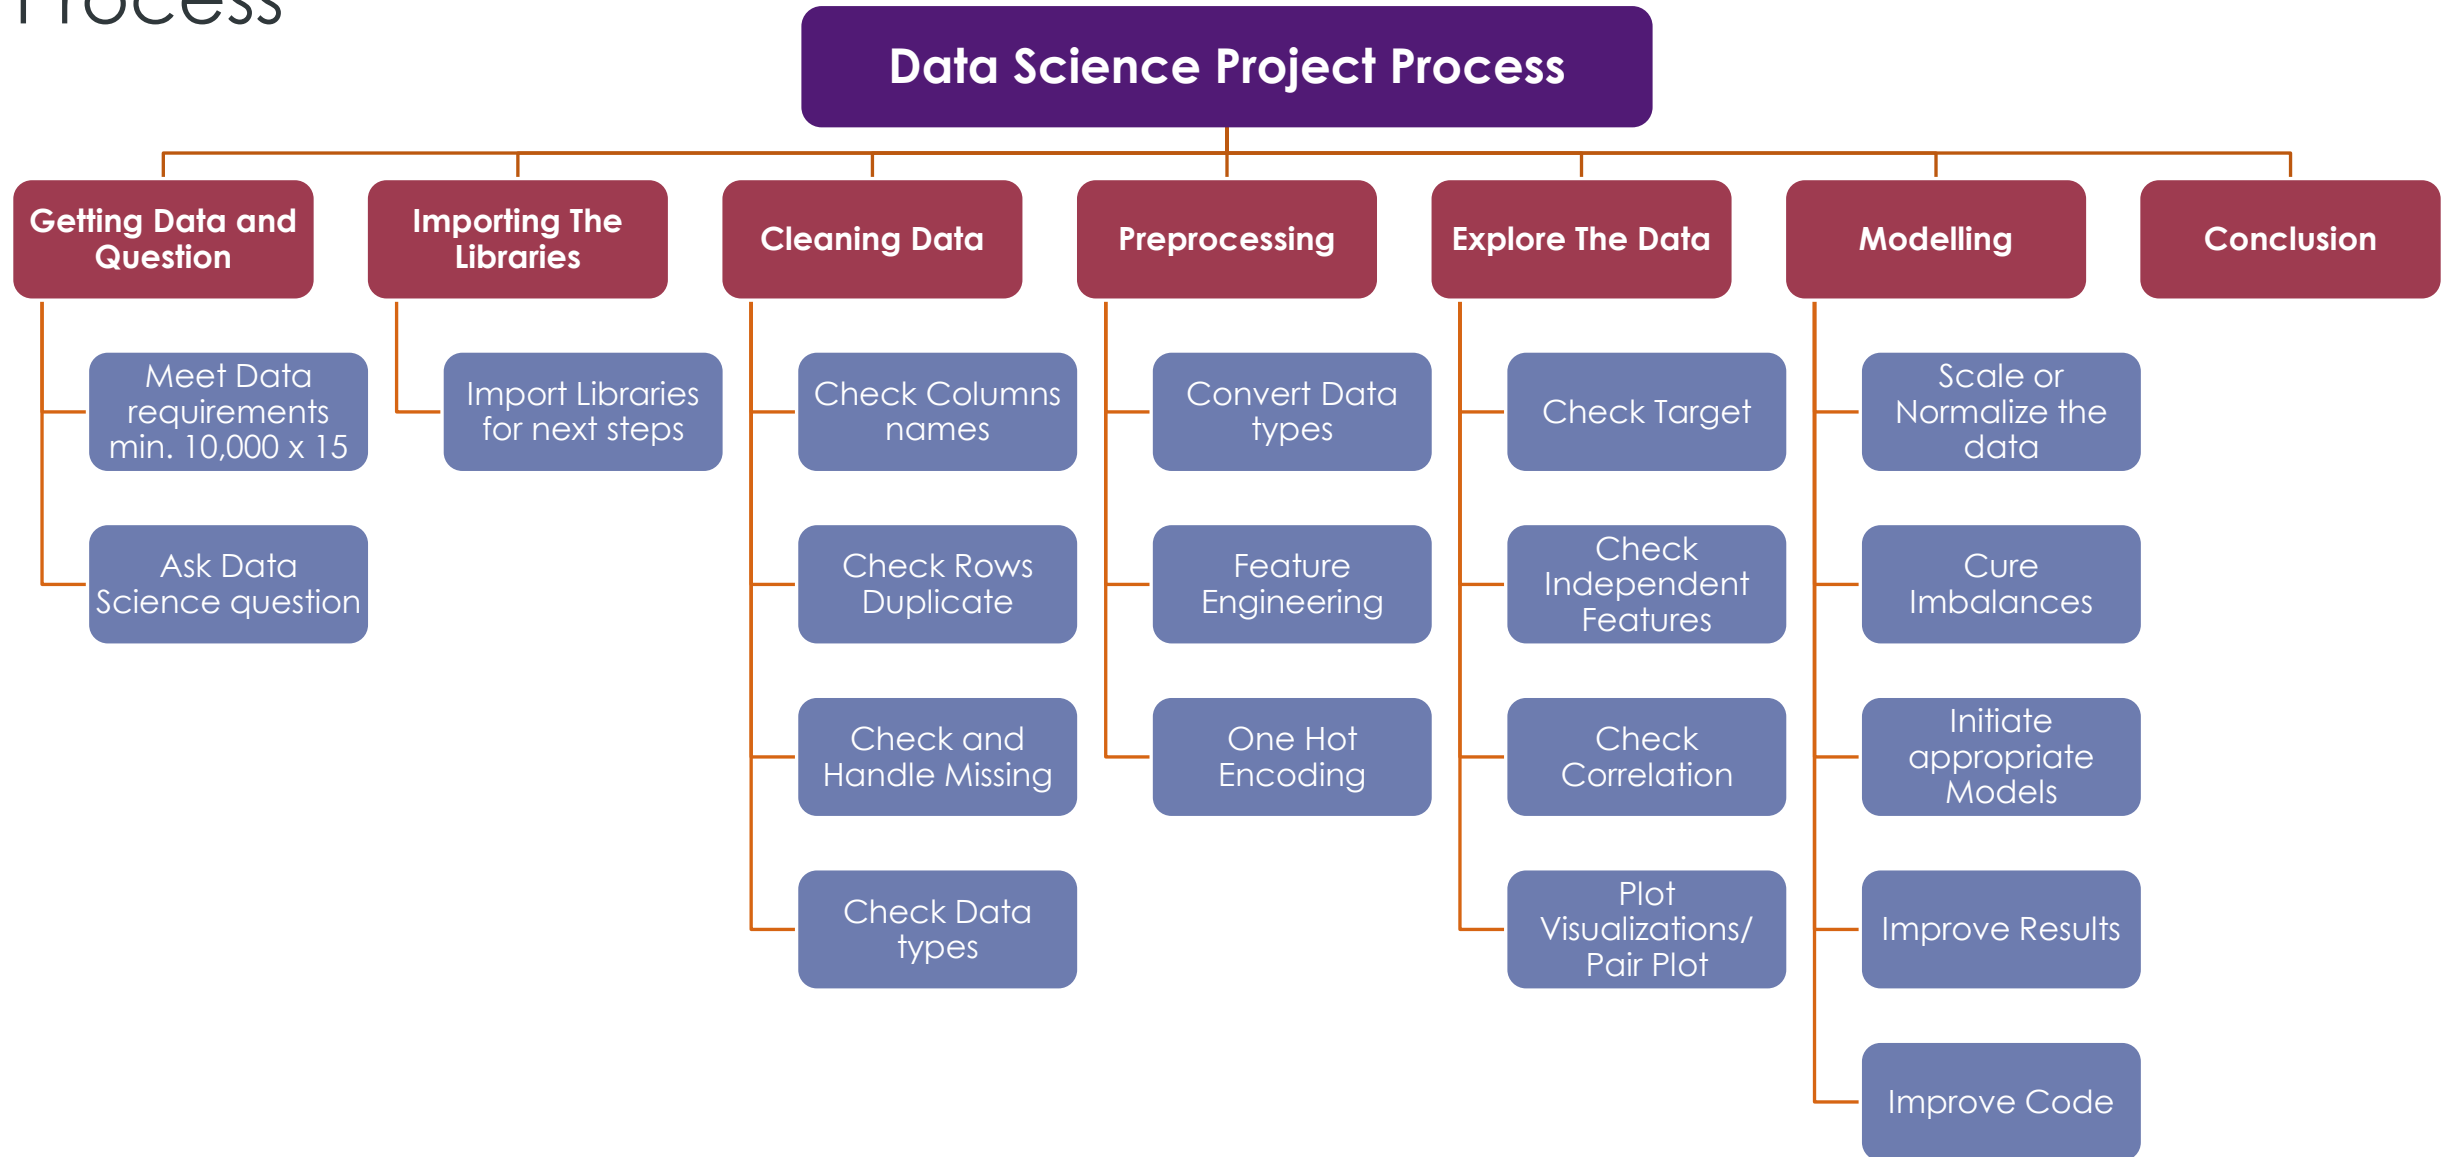 Process
Data Science Project Process
Getting Data and
Question
Meet Data
requirements
min. 10,000 x 15
Ask Data
Science question
Importing The
Libraries
Import Libraries
for next steps
Cleaning Data
Check Columns
names
Check Rows
Duplicate
Check and
Handle Missing
Check Data
types
Preprocessing
Convert Data
types
Feature
Engineering
One Hot
Encoding
Explore The Data
Check Target
Check
Independent
Features
Check
Correlation
Plot
Visualizations/
Pair Plot
Modelling
Scale or
Normalize the
data
Cure
Imbalances
Initiate
appropriate
Models
Improve Results
Improve Code
Conclusion